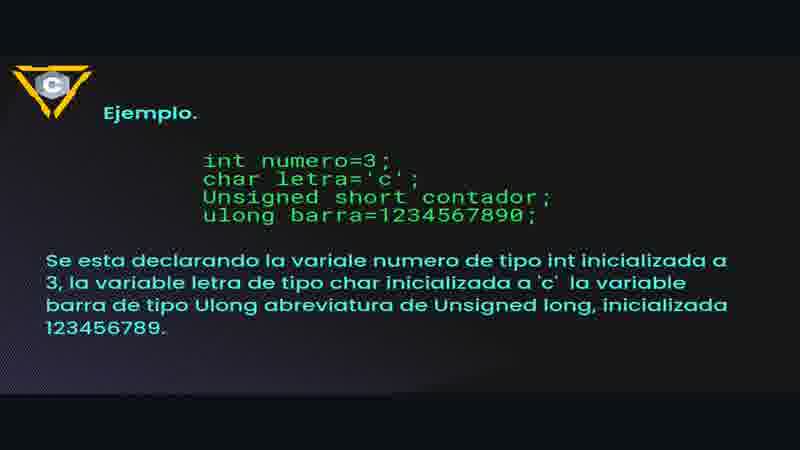 C
Ejemplo.
int numero=3;
char letra='c';
Unsigned short contador;
ulong barra=1234567890;
Se esta declarando la variale numero de tipo int inicializada a
3, la variable letra de tipo char inicializada a 'c' la variable
barra de tipo Ulong abreviatura de Unsigned long, inicializada
123456789.